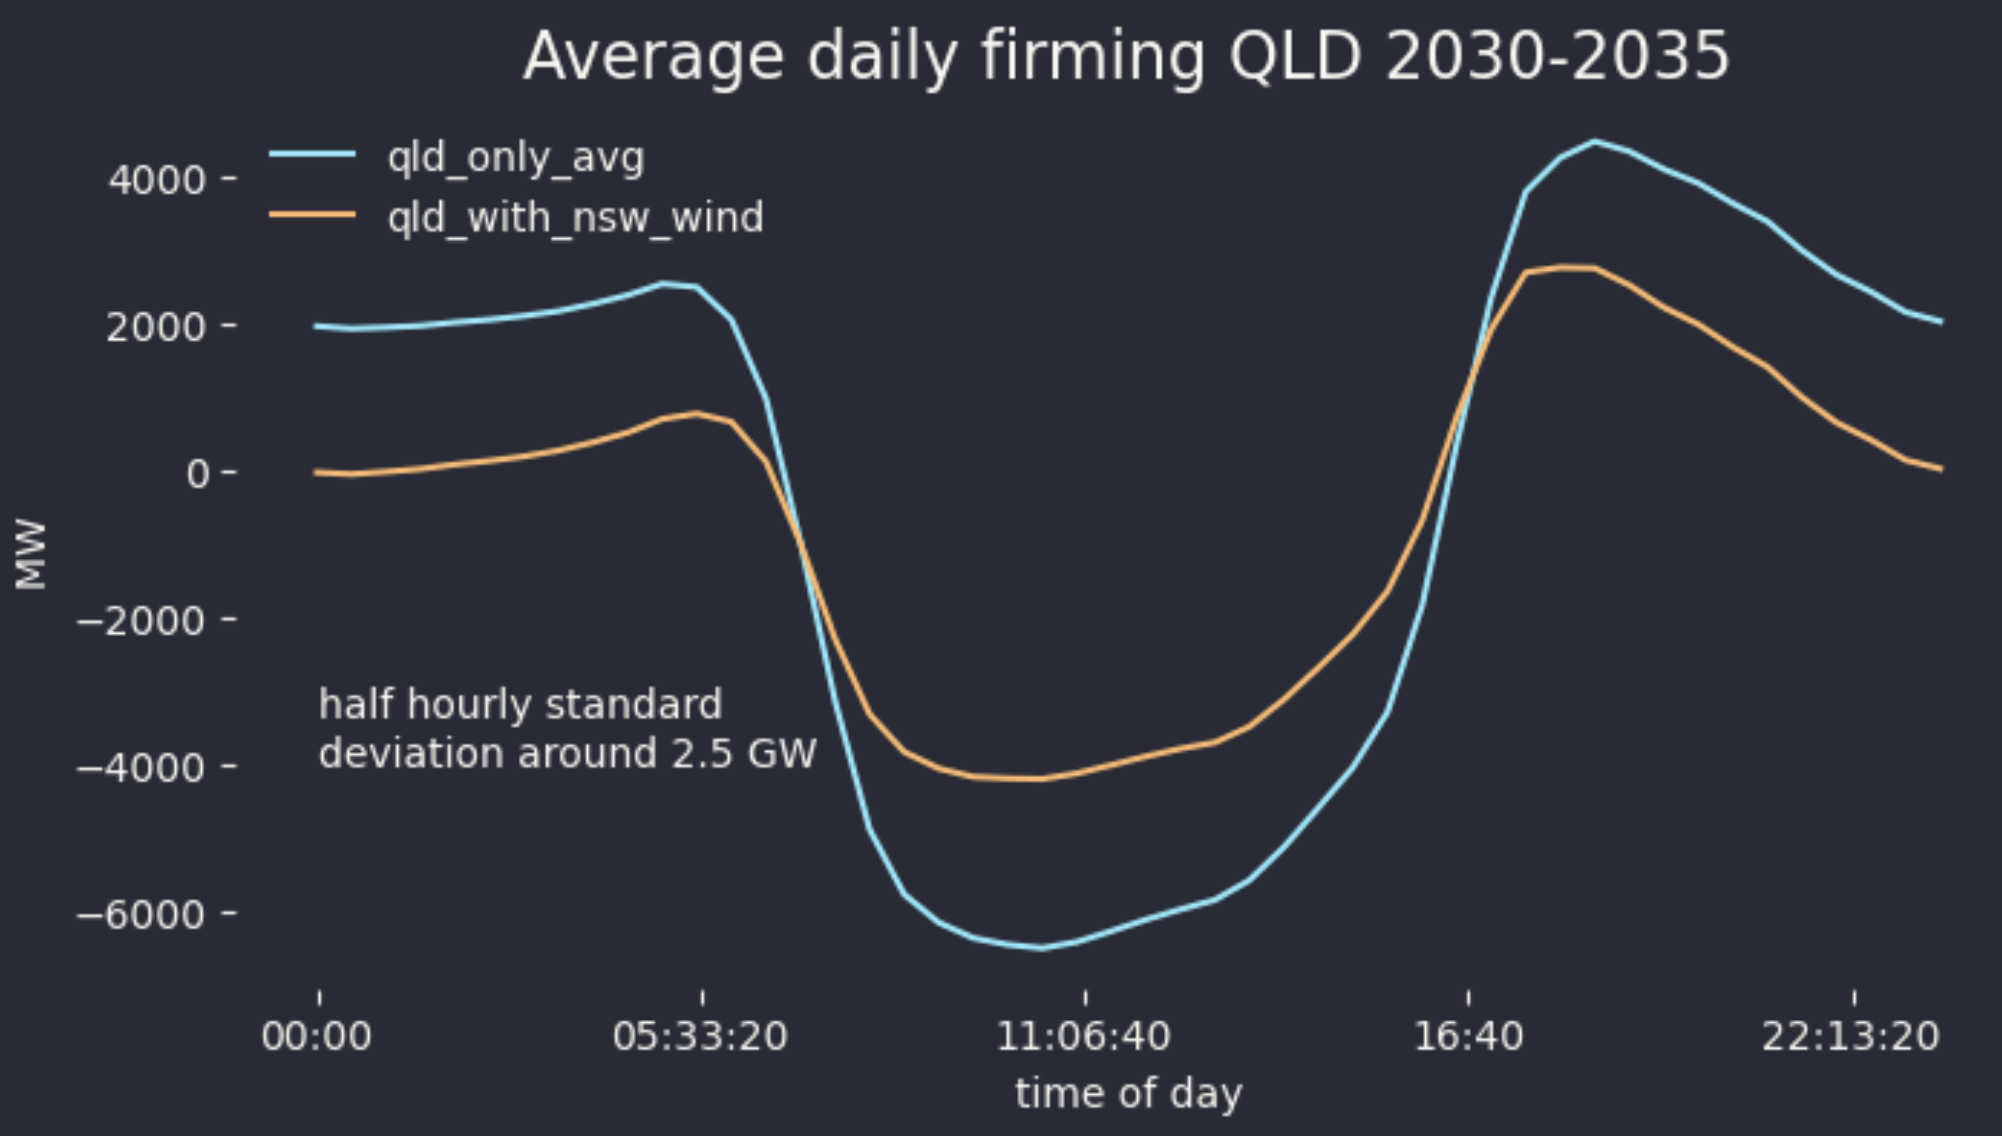 Average daily firming QLD 2030-2035
qld_only_avg
qld_with_nsw_wind
4000
2000
0
−2000
−4000
−6000
MW
half hourly standard
deviation around 2.5 GW
00:00
05:33:20
11:06:40
16:40
22:13:20
time of day